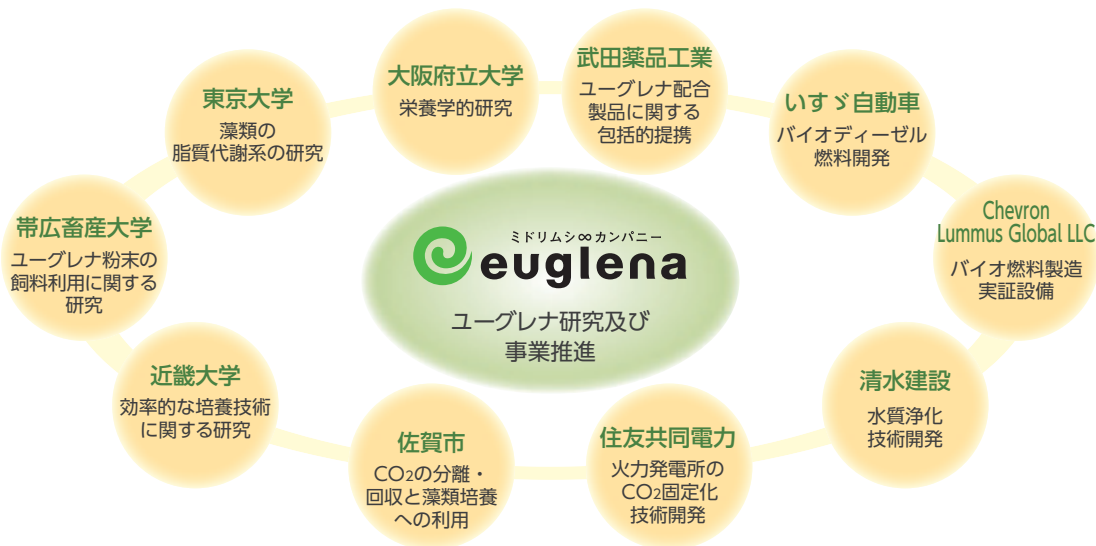 大阪府立大学
栄養学的研究
武田薬品工業
ユーグレナ配合
製品に関する
包括的提携
東京大学
藻類の
脂質代謝系の研究
いすゞ自動車
バイオディーゼル
燃料開発
帯広畜産大学
ユーグレナ粉末の
飼料利用に関する
研究
ミドリムシ∞カンパニー
euglena
ユーグレナ研究及び
事業推進
Chevron
Lummus Global LLC
バイオ燃料製造
実証設備
近畿大学
効率的な培養技術
に関する研究
清水建設
水質浄化
技術開発
佐賀市
CO2の分離・
回収と藻類培養
への利用
住友共同電力
火力発電所の
CO2固定化
技術開発